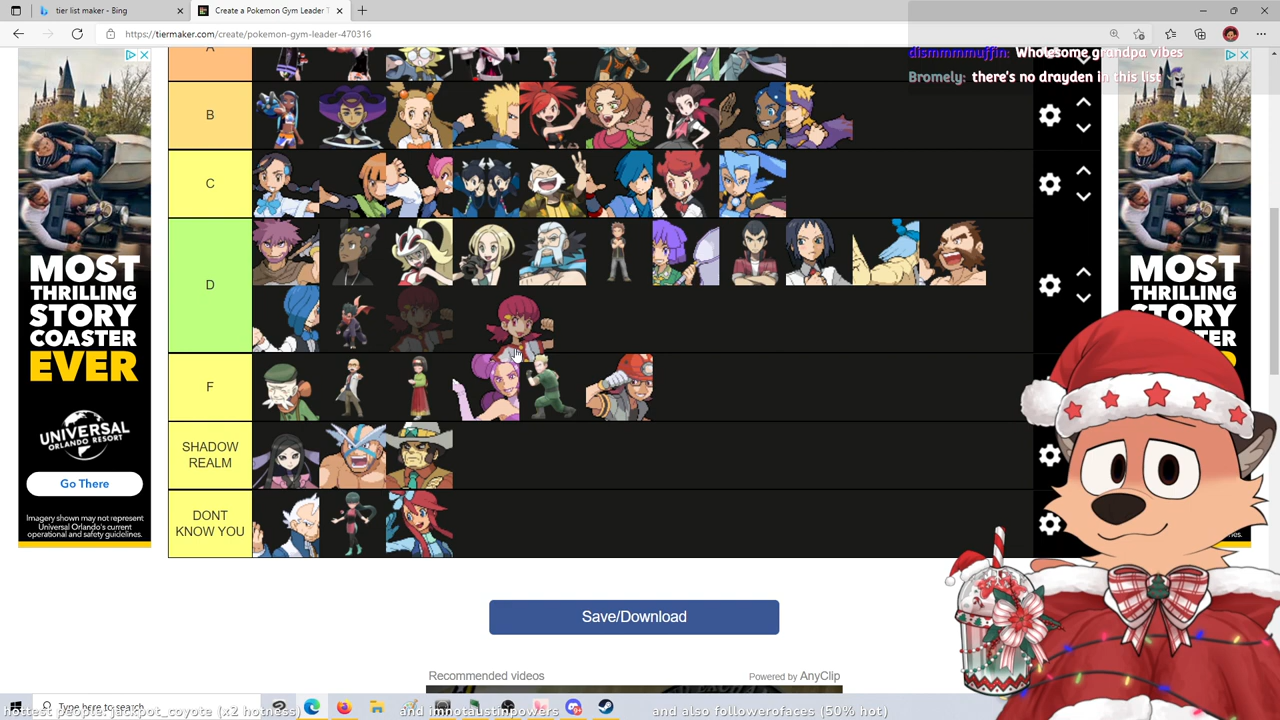 tier list maker - Bing
Create a Pokemon Gym Leader T
https://tiermaker.com/create/pokemon-gym-leader-470316
dismmmmuffin: Wholesome grandpa vibes
Bromely: there's no drayden in this list
A
B
C
D
F
SHADOW
REALM
DONT
KNOW YOU
MOST
THRILLING
STORY
COASTER
EVER
UNIVERSAL
ORLANDO RESORT
Go There
Imagery shown may not represent
Universal Orlando's current
operational and safety guidelines.
MOST
THRILLING
STORY
Save/Download
Recommended videos
Powered by AnyClip
Type here to search
hottest people: jackpot_coyote (x2 hotness)
and imnotaustinpowers
and also followerofaces (50% hot)